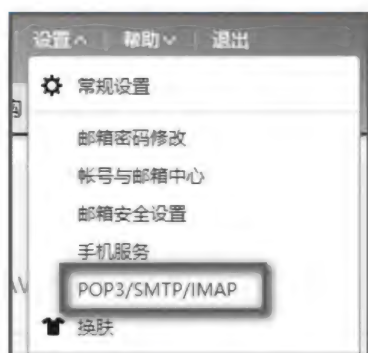 设置 帮助 退出
常规设置
邮箱密码修改
帐号与邮箱中心
邮箱安全设置
手机服务
POP3/SMTP/IMAP
换肤